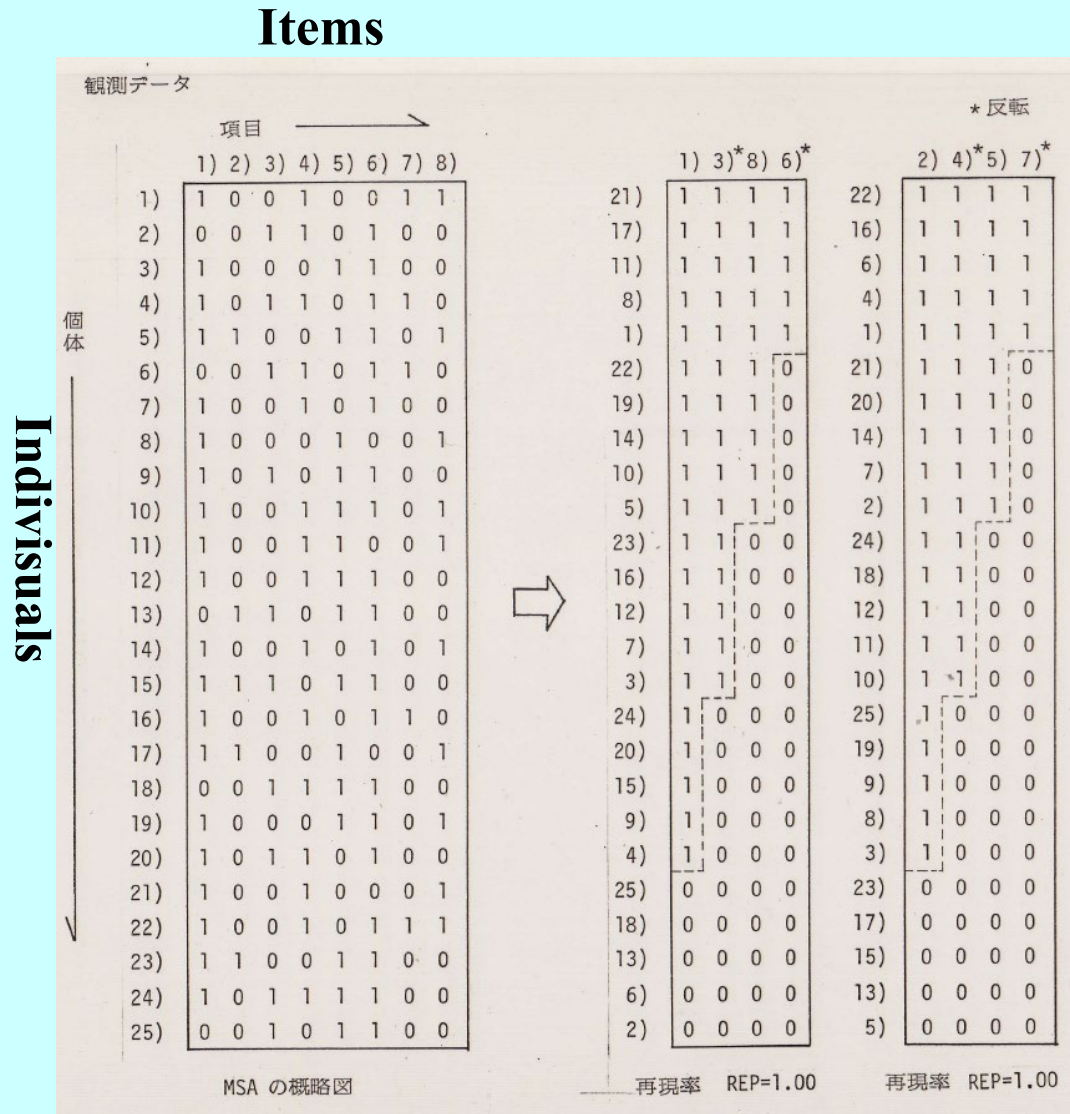 Items
観測データ
項目
1) 2) 3) 4) 5) 6) 7) 8)
1) 1 0 0 1 0 0 1 1
2) 0 0 1 1 0 1 0 0
3) 1 0 0 0 1 1 0 0
4) 1 0 1 1 0 1 1 0
5) 1 1 0 0 1 1 0 1
6) 0 0 1 1 0 1 1 0
7) 1 0 0 1 0 1 0 0
8) 1 0 0 0 1 0 0 1
9) 1 0 1 0 1 1 0 0
10) 1 0 0 1 1 1 0 1
11) 1 0 0 1 1 0 0 1
12) 1 0 0 1 1 1 0 0
13) 0 1 1 0 1 1 0 0
14) 1 0 0 1 0 1 0 1
15) 1 1 1 0 1 1 0 0
16) 1 0 0 1 0 1 1 0
17) 1 1 0 0 1 0 0 1
18) 0 0 1 1 1 1 0 0
19) 1 0 0 0 1 1 0 1
20) 1 0 1 1 0 1 0 0
21) 1 0 0 1 0 0 0 1
22) 1 0 0 1 0 1 1 1
23) 1 1 0 0 1 1 0 0
24) 1 0 1 1 1 1 0 0
25) 0 0 1 0 1 1 0 0
個体
Indivisuals
MSA の概略図
*反転
1) 3)* 8) 6)*
21) 1 1 1 1
17) 1 1 1 1
11) 1 1 1 1
8) 1 1 1 1
1) 1 1 1 1
22) 1 1 1 0
19) 1 1 1 0
14) 1 1 1 0
10) 1 1 1 0
5) 1 1 1 0
23) 1 1 0 0
16) 1 1 0 0
12) 1 1 0 0
7) 1 1 0 0
3) 1 1 0 0
24) 1 0 0 0
20) 1 0 0 0
15) 1 0 0 0
9) 1 0 0 0
4) 1 0 0 0
25) 0 0 0 0
18) 0 0 0 0
13) 0 0 0 0
6) 0 0 0 0
2) 0 0 0 0
再現率 REP=1.00
2) 4)* 5) 7)*
22) 1 1 1 1
16) 1 1 1 1
6) 1 1 1 1
4) 1 1 1 1
1) 1 1 1 1
21) 1 1 1 0
20) 1 1 1 0
14) 1 1 1 0
7) 1 1 1 0
2) 1 1 1 0
24) 1 1 0 0
18) 1 1 0 0
12) 1 1 0 0
11) 1 1 0 0
10) 1 1 0 0
25) 1 0 0 0
19) 1 0 0 0
9) 1 0 0 0
8) 1 0 0 0
3) 1 0 0 0
23) 0 0 0 0
17) 0 0 0 0
15) 0 0 0 0
13) 0 0 0 0
5) 0 0 0 0
再現率 REP=1.00